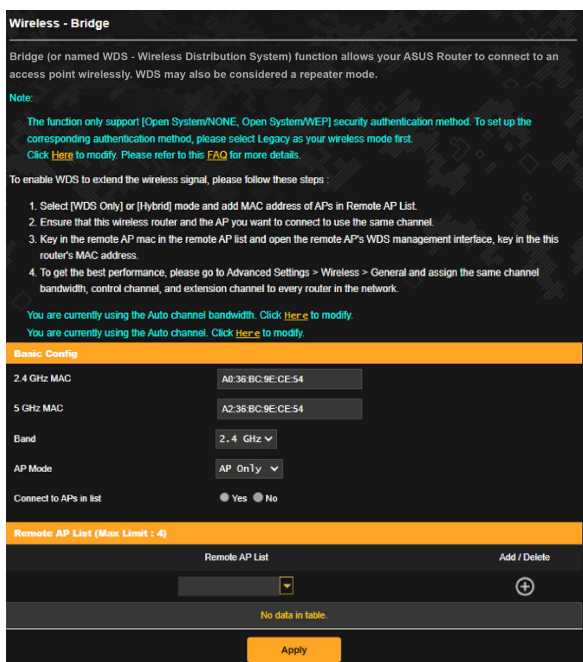 Wireless - Bridge
Bridge (or named WDS - Wireless Distribution System) function allows your ASUS Router to connect to an
access point wirelessly. WDS may also be considered a repeater mode.
Note:
The function only support [Open System/NONE, Open System/WEP] security authentication method. To set up the
corresponding authentication method, please select Legacy as your wireless mode first.
Click Here to modify. Please refer to this FAQ for more details.
To enable WDS to extend the wireless signal, please follow these steps :
1. Select [WDS Only] or [Hybrid] mode and add MAC address of APs in Remote AP List.
2. Ensure that this wireless router and the AP you want to connect to use the same channel.
3. Key in the remote AP mac in the remote AP list and open the remote AP's WDS management interface, key in the this
router's MAC address.
4. To get the best performance, please go to Advanced Settings > Wireless > General and assign the same channel
bandwidth, control channel, and extension channel to every router in the network.
You are currently using the Auto channel bandwidth. Click Here to modify.
You are currently using the Auto channel. Click Here to modify.
Basic Config
2.4 GHz MAC A0:36:BC:9E:CE:54
5 GHz MAC A2:36:BC:9E:CE:54
Band 2.4 GHz
AP Mode AP Only
Connect to APs in list Yes No
Remote AP List (Max Limit : 4)
Remote AP List Add / Delete
No data in table.
Apply